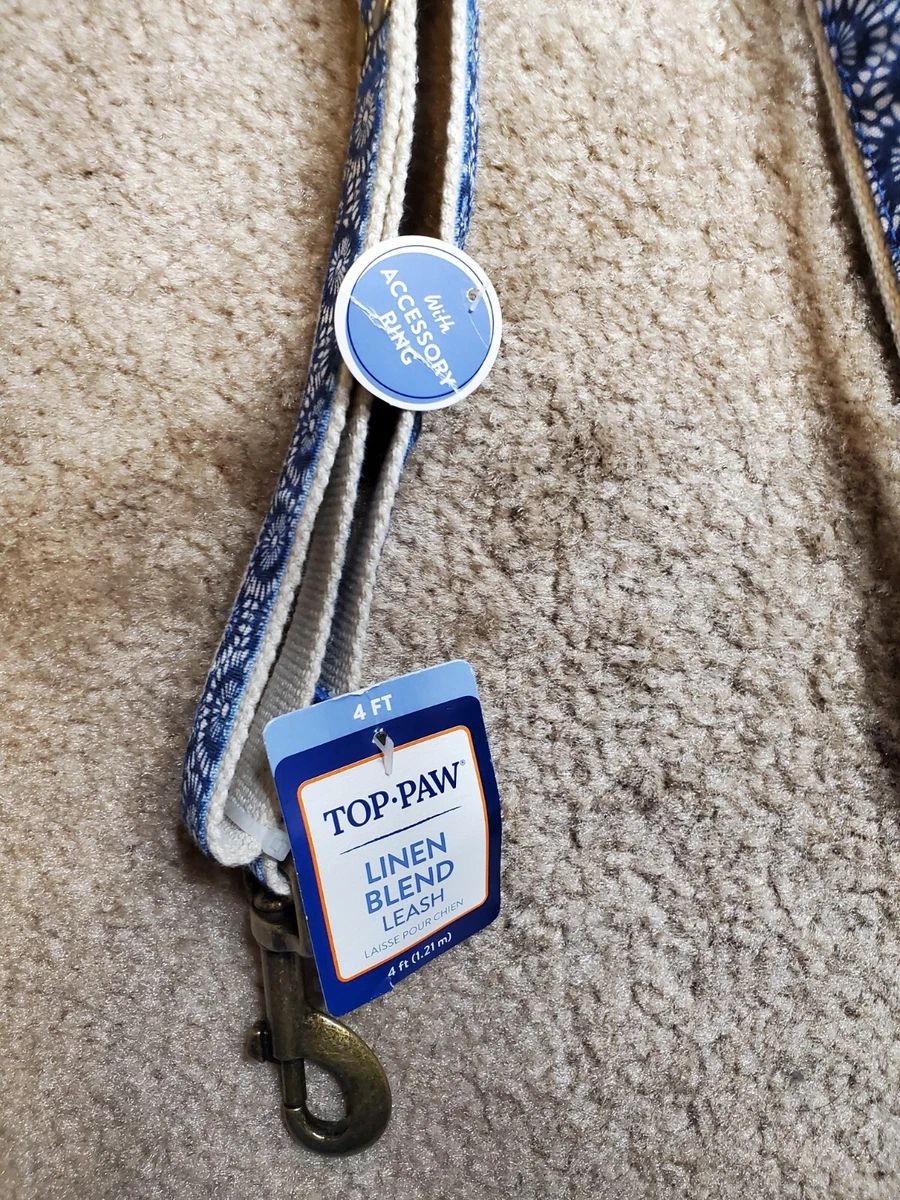 With
ACCESSORY
RING
4 FT
TOP•PAW®
LINEN
BLEND
LEASH
LAISSE POUR CHIEN
4 ft (1.21 m)